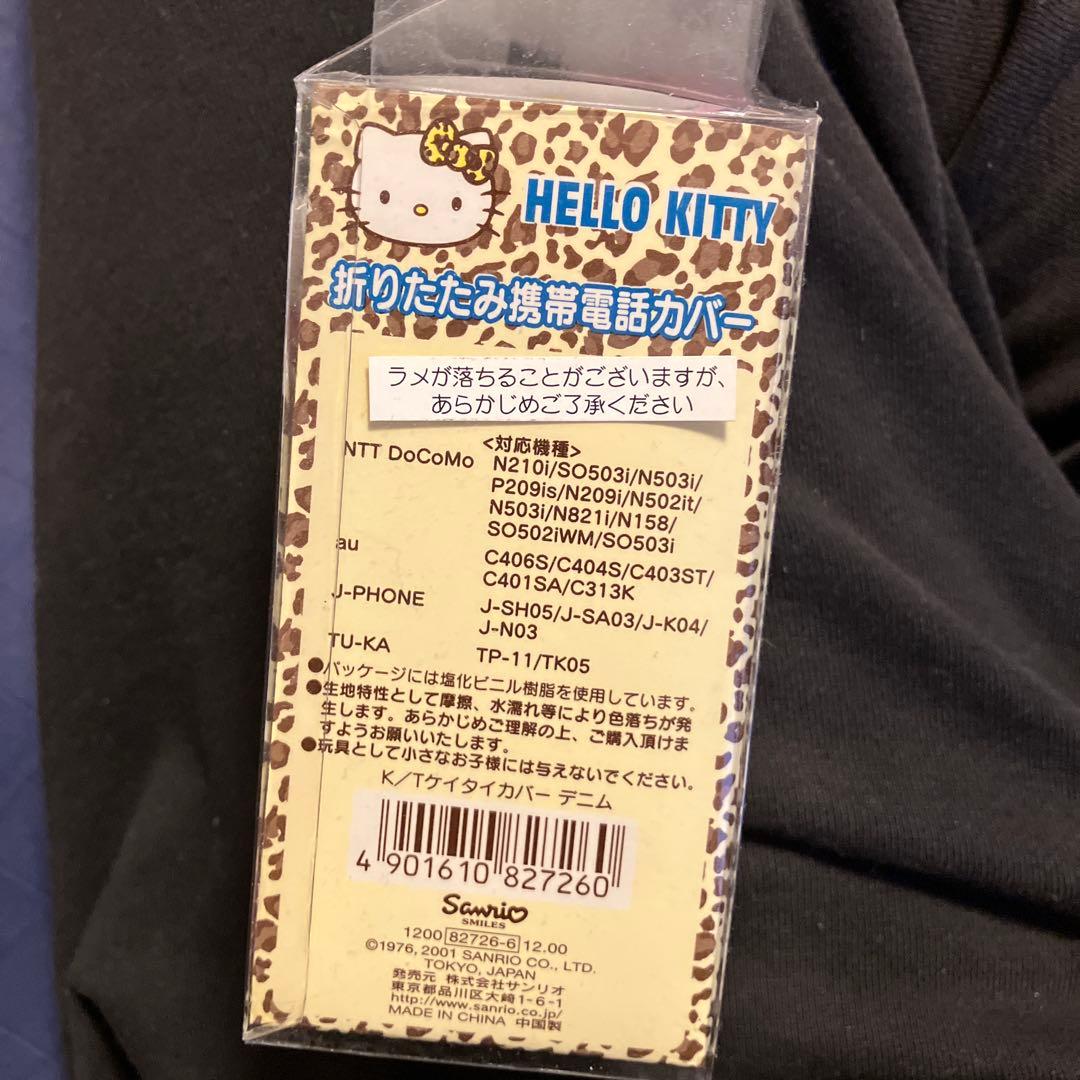 HELLO KITTY
折りたたみ携帯電話カバー
ラメが落ちることがございますが、
あらかじめご了承ください
<対応機種>
NTT DoCoMo N210i/SO503i/N503i/
P209is/N209i/N502it/
N503i/N821i/N158/
SO502iWM/SO503i
au C406S/C404S/C403ST/
C401SA/C313K
J-PHONE J-SH05/J-SA03/J-K04/
J-N03
TU-KA TP-11/TK05
●パッケージには塩化ビニル樹脂を使用しています。
●生地特性として摩擦、水濡れ等により色落ちが発
生します。あらかじめご理解の上、ご購入頂けま
すようお願いいたします。
●玩具として小さなお子様には与えないでください。
K/Tケイタイカバー デニム
4 901610 827260
Sanrio
SMILES
1200 82726-6 12.00
©1976, 2001 SANRIO CO., LTD.
TOKYO, JAPAN
発売元 株式会社サンリオ
東京都品川区大崎1-6-1
http://www.sanrio.co.jp/
MADE IN CHINA 中国製